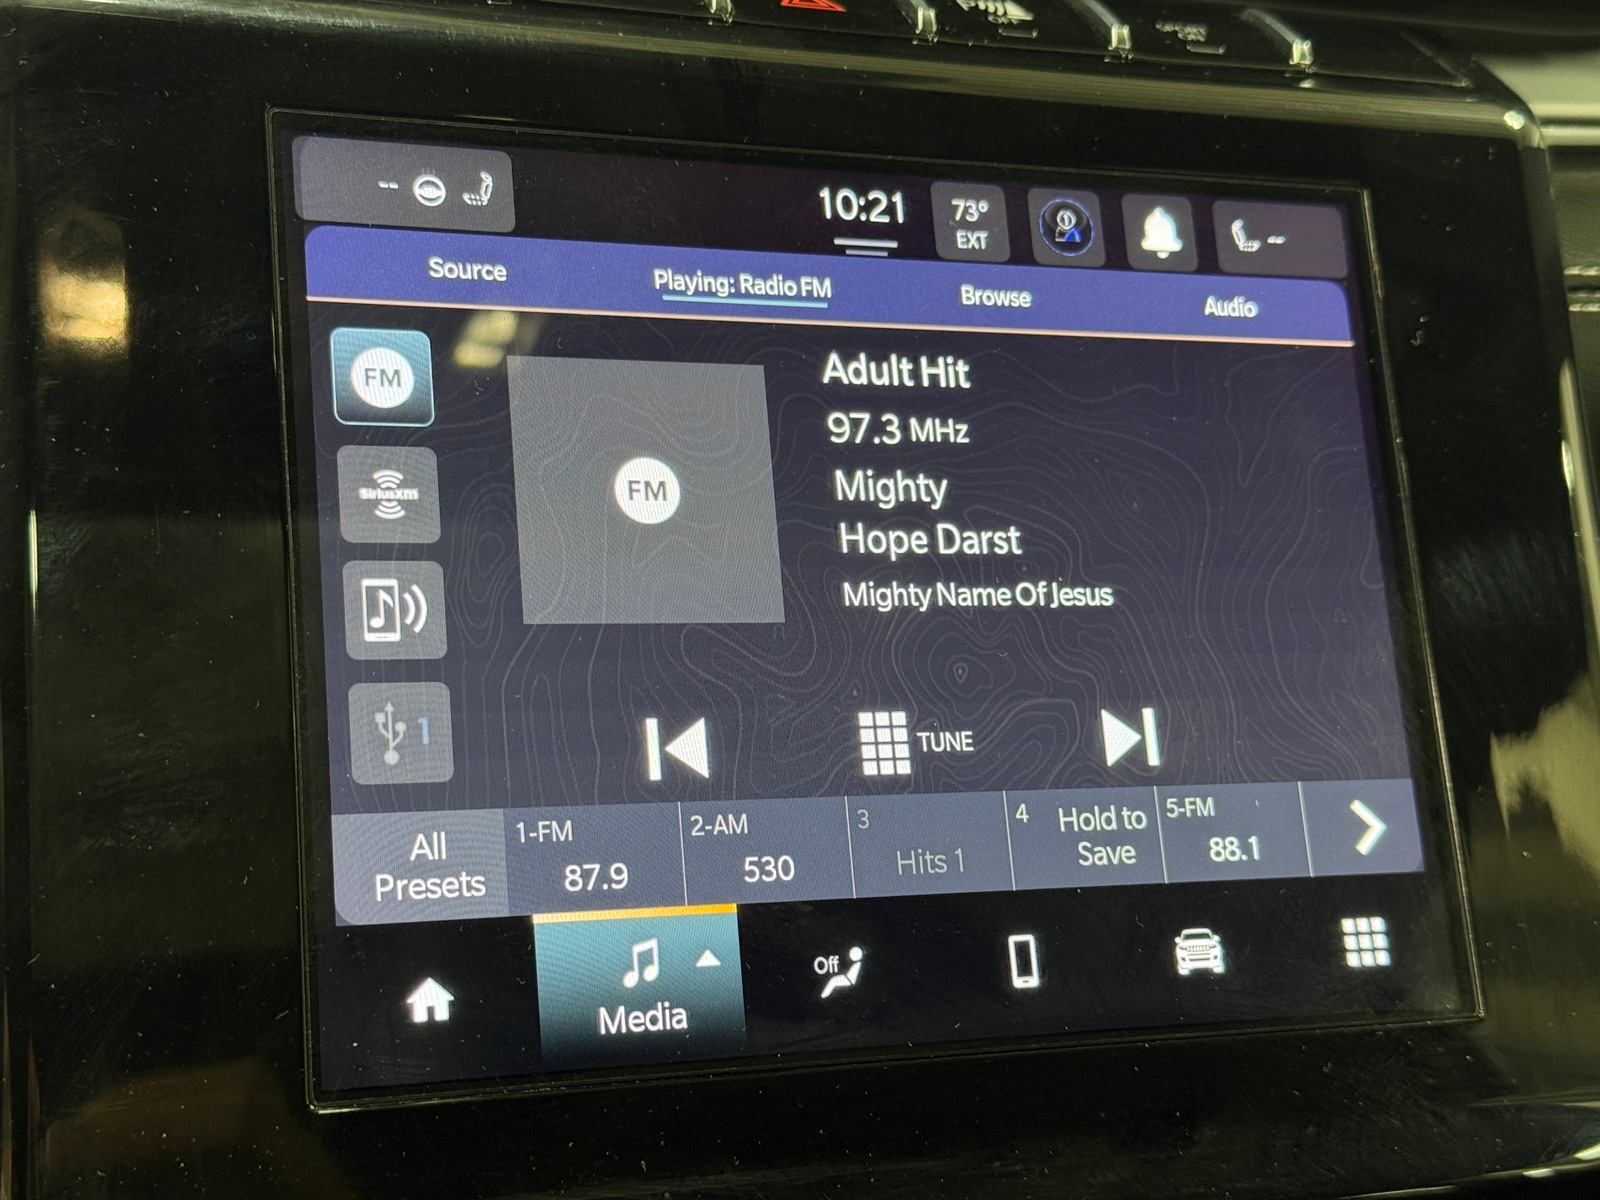 10:21
73°
EXT
Source
Playing: Radio FM
Browse
Audio
FM
SiriusXM
1
FM
Adult Hit
97.3 MHz
Mighty
Hope Darst
Mighty Name Of Jesus
TUNE
All
Presets
1-FM
87.9
2-AM
530
3
Hits 1
4
Hold to
Save
5-FM
88.1
Media
Off